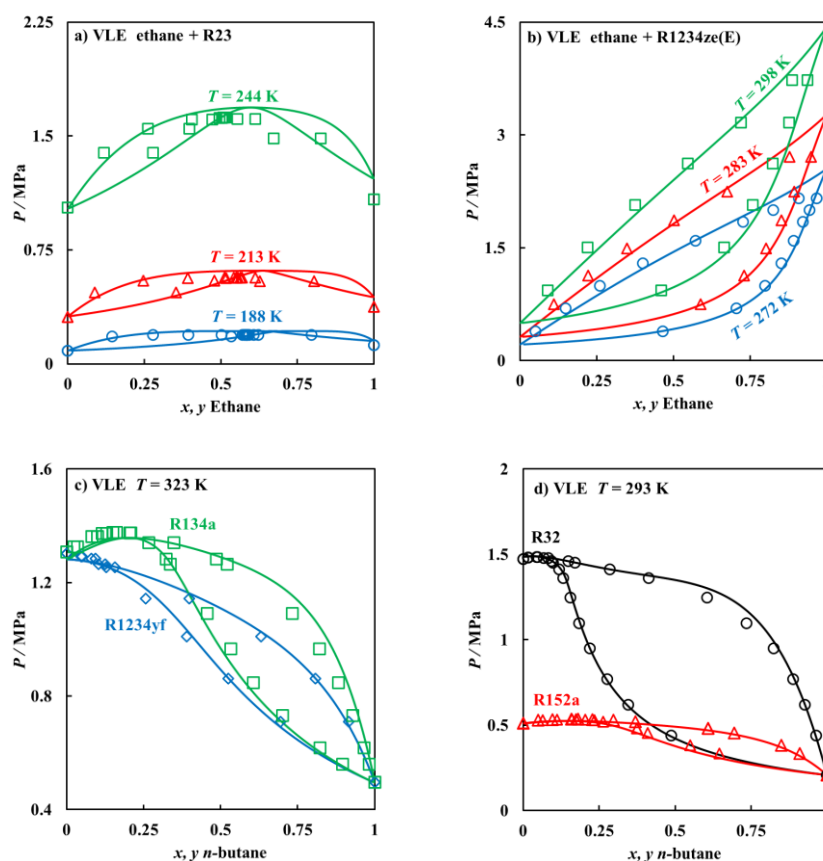 a) VLE ethane + R23
T = 244 K
T = 213 K
T = 188 K
P / MPa
2.25
1.5
0.75
0
0
0.25
0.5
0.75
1
x, y Ethane
b) VLE ethane + R1234ze(E)
T = 298 K
T = 283 K
T = 272 K
P / MPa
4.5
3
1.5
0
0
0.25
0.5
0.75
x, y Ethane
c) VLE T = 323 K
R134a
R1234yf
P / MPa
1.6
1.2
0.8
0.4
0
0.25
0.5
0.75
1
x, y n-butane
d) VLE T = 293 K
R32
R152a
P / MPa
2
1.5
1
0.5
0
0
0.25
0.5
0.75
x, y n-butane